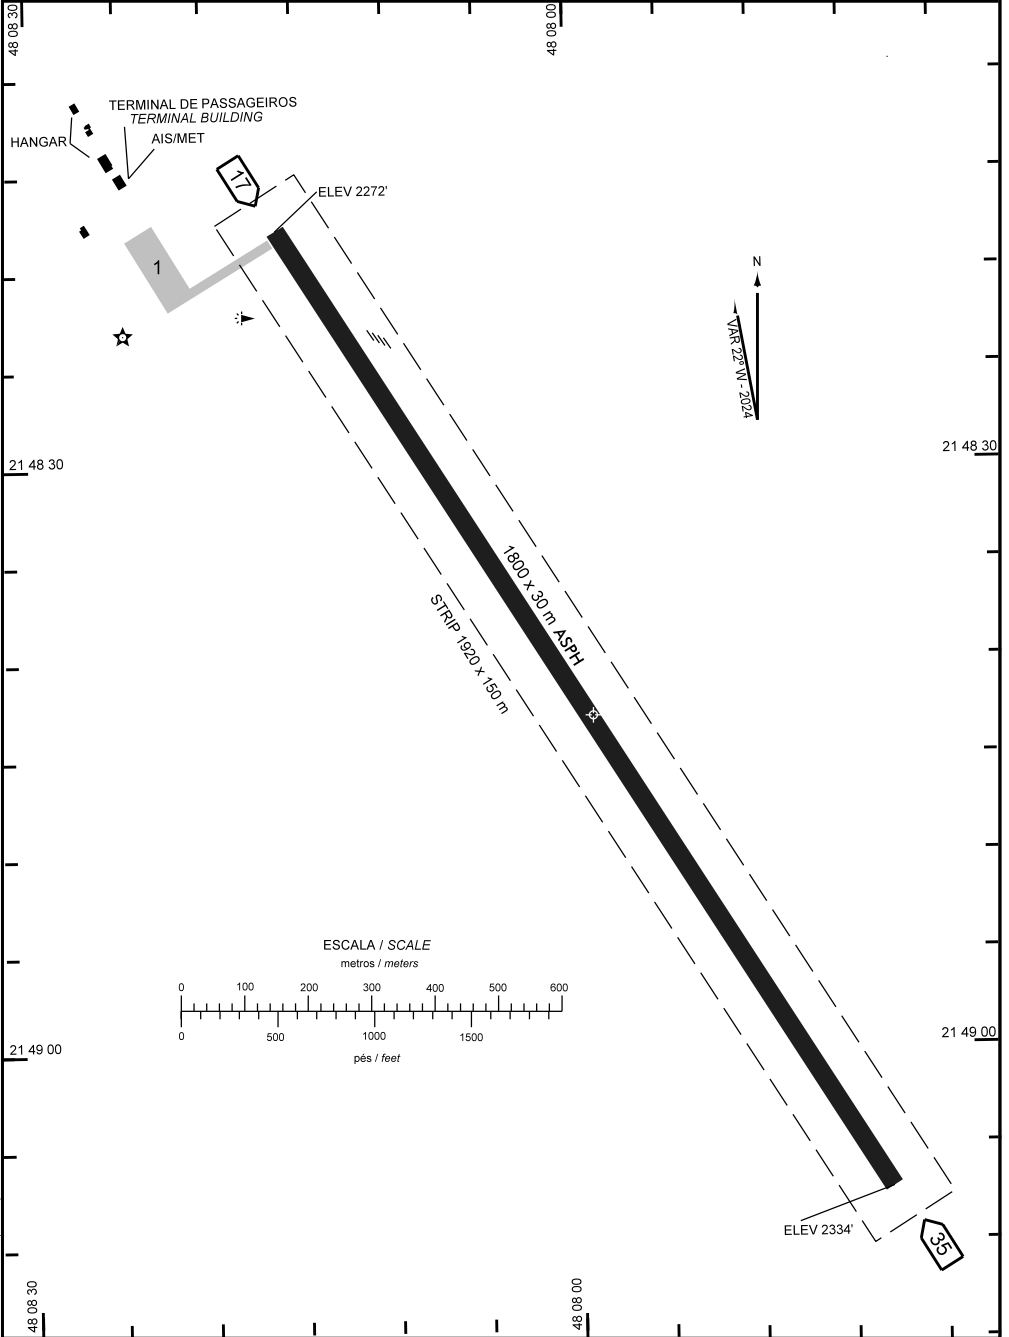 48 08 30
48 08 00
TERMINAL DE PASSAGEIROS
TERMINAL BUILDING
HANGAR
AIS/MET
17
ELEV 2272'
1
N
VAR 22° W - 2024
21 48 30
21 48 30
1800 x 30 m ASPH
STRIP 1920 x 150 m
ESCALA / SCALE
metros / meters
0 100 200 300 400 500 600
0 500 1000 1500
pés / feet
21 49 00
21 49 00
ELEV 2334'
35
48 08 30
48 08 00